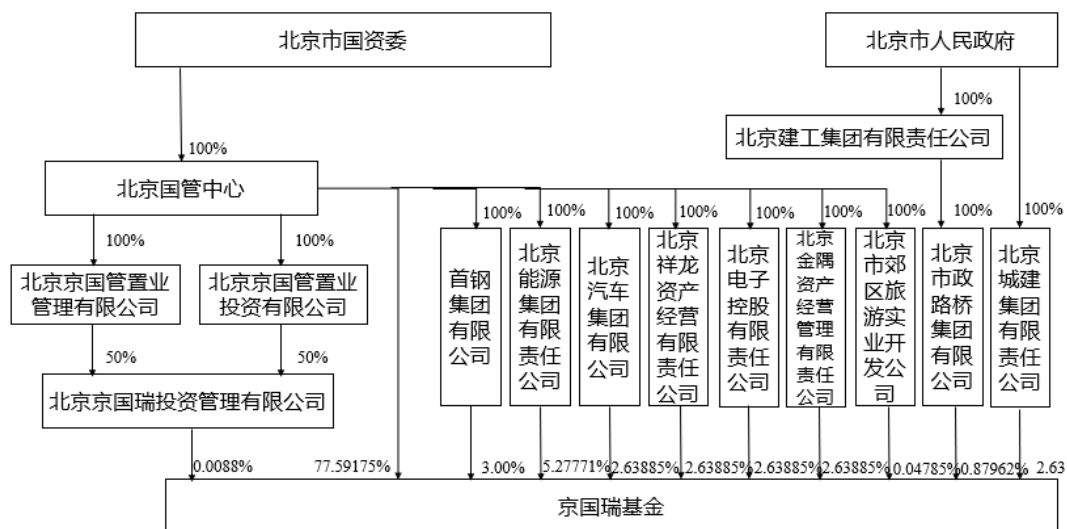 北京市国资委
北京市人民政府
100%
北京建工集团有限责任公司
100%
北京国管中心
100%
100%
100%
100%
100%
100%
100%
100%
100%
100%
100%
北京京国管置业
管理有限公司
北京京国管置业
投资有限公司
首钢
集团
有限
公司
北京
能源
集团
有限
责任
公司
北京
汽车
集团
有限
公司
北京
祥龙
资产
经营
有限
责任
公司
北京
电子
控股
有限
责任
公司
北京
金隅
资产
经营
管理
有限
责任
公司
北京
市郊
区旅
游实
业开
发公
司
北京
市政
路桥
集团
有限
公司
北京
城建
集团
有限
责任
公司
50%
50%
北京京国瑞投资管理有限公司
0.0088%
77.59175%
3.00%
5.27771%
2.63885%
2.63885%
2.63885%
2.63885%
0.04785%
0.87962%
2.63
京国瑞基金